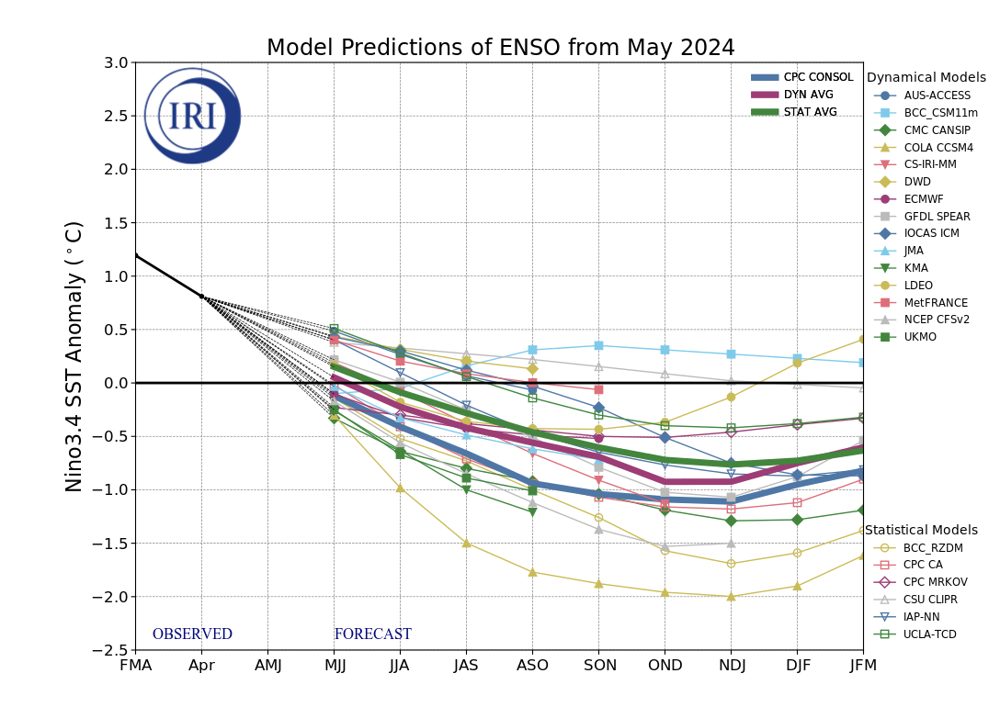 Model Predictions of ENSO from May 2024
Nino3.4 SST Anomaly (°C)
3.0
2.5
2.0
1.5
1.0
0.5
0.0
−0.5
−1.0
−1.5
−2.0
−2.5
IRI
CPC CONSOL
DYN AVG
STAT AVG
Dynamical Models
AUS-ACCESS
BCC_CSM11m
CMC CANSIP
COLA CCSM4
CS-IRI-MM
DWD
ECMWF
GFDL SPEAR
IOCAS ICM
JMA
KMA
LDEO
MetFRANCE
NCEP CFSv2
UKMO
Statistical Models
BCC_RZDM
CPC CA
CPC MRKOV
CSU CLIPR
IAP-NN
UCLA-TCD
OBSERVED FORECAST
FMA Apr AMJ MJJ JJA JAS ASO SON OND NDJ DJF JFM